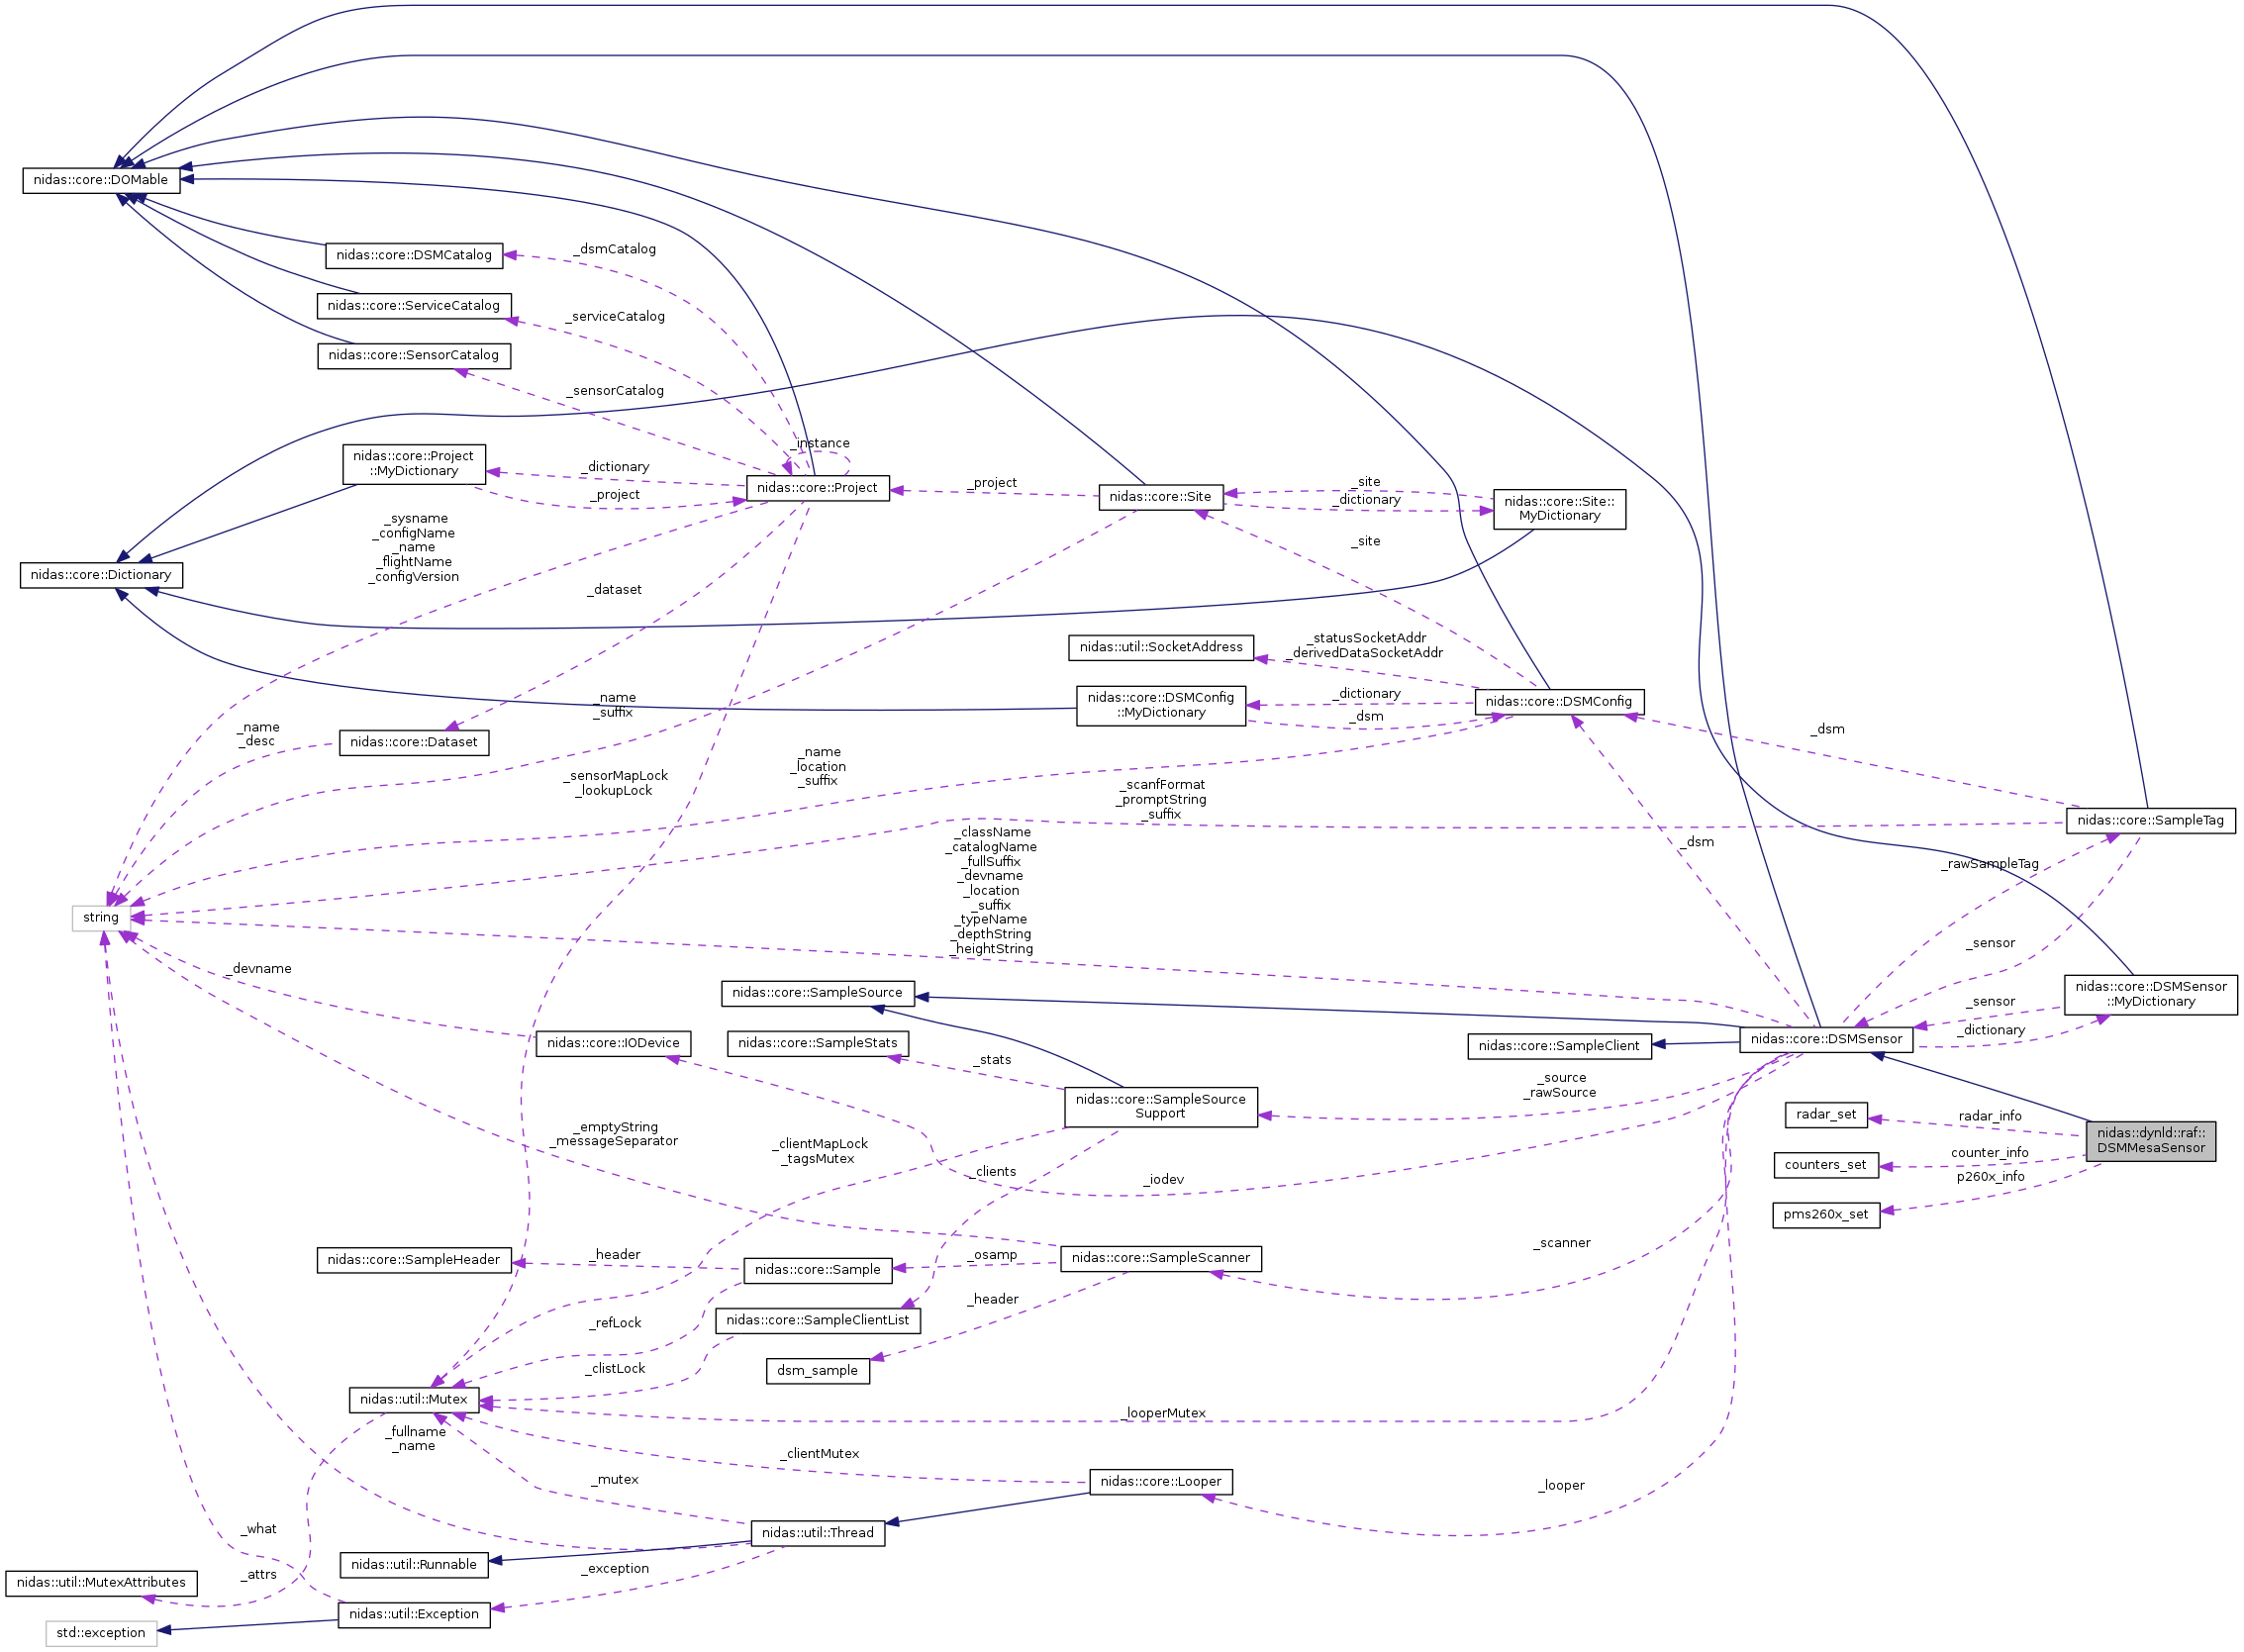 nidas::core::DOMable
nidas::core::DSMCatalog
_dsmCatalog
nidas::core::ServiceCatalog
_serviceCatalog
nidas::core::SensorCatalog
_sensorCatalog
nidas::core::Project
::MyDictionary
_dictionary
_project
_instance
nidas::core::Project
_project
nidas::core::Site
_site
_dictionary
nidas::core::Site::
MyDictionary
_sysname
_configName
_name
_flightName
_configVersion
nidas::core::Dictionary
_dataset
_site
nidas::util::SocketAddress
_statusSocketAddr
_derivedDataSocketAddr
nidas::core::DSMConfig
::MyDictionary
_dictionary
_dsm
nidas::core::DSMConfig
_name
_suffix
_name
_desc
nidas::core::Dataset
_dsm
_sensorMapLock
_lookupLock
_name
_location
_suffix
_scanfFormat
_promptString
_suffix
nidas::core::SampleTag
_className
_catalogName
_fullSuffix
_devname
_location
_suffix
_typeName
_depthString
_heightString
_dsm
_rawSampleTag
string
_sensor
_devname
nidas::core::SampleSource
nidas::core::DSMSensor
::MyDictionary
_sensor
_dictionary
nidas::core::IODevice
nidas::core::SampleStats
_stats
nidas::core::SampleClient
nidas::core::DSMSensor
nidas::core::SampleSource
Support
_source
_rawSource
radar_set
radar_info
nidas::dynld::raf::
DSMMesaSensor
_emptyString
_messageSeparator
_clientMapLock
_tagsMutex
_clients
_iodev
counters_set
counter_info
p260x_info
pms260x_set
nidas::core::SampleHeader
_header
nidas::core::Sample
_osamp
nidas::core::SampleScanner
_scanner
_header
_refLock
nidas::core::SampleClientList
_clistLock
dsm_sample
nidas::util::Mutex
_looperMutex
_fullname
_name
_clientMutex
_mutex
nidas::core::Looper
_looper
_what
nidas::util::Thread
nidas::util::Runnable
_attrs
_exception
nidas::util::MutexAttributes
nidas::util::Exception
std::exception